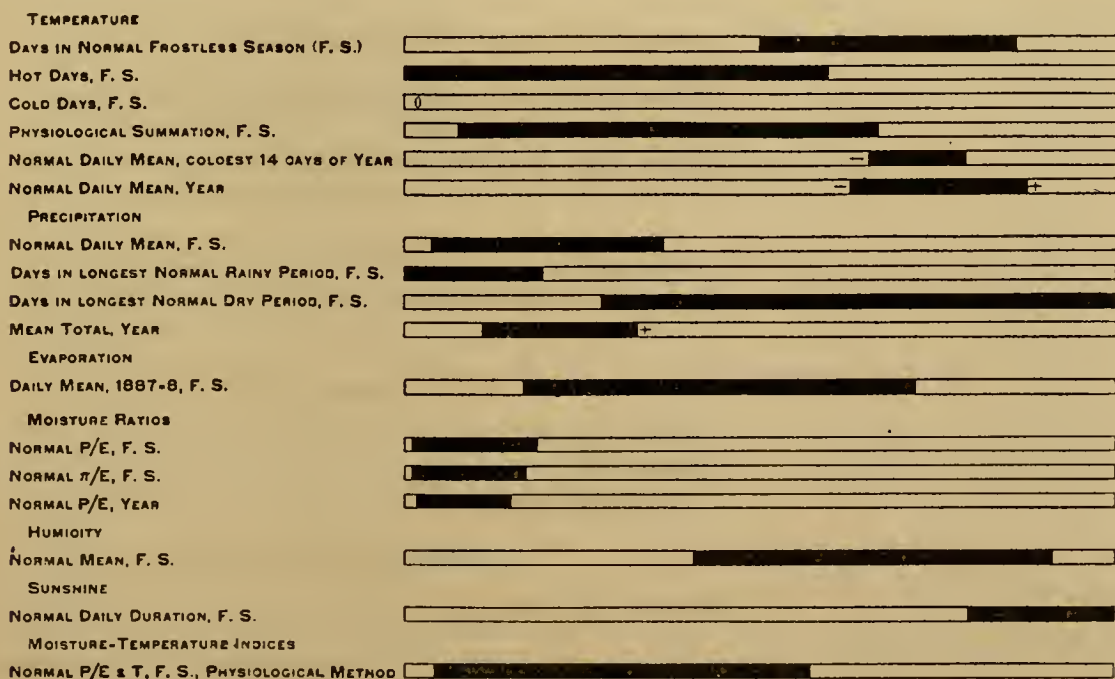 TEMPERATURE
DAYS IN NORMAL FROSTLESS SEASON (F. S.)
HOT DAYS, F. S.
COLD DAYS, F. S. 0
PHYSIOLOGICAL SUMMATION, F. S.
NORMAL DAILY MEAN, COLDEST 14 DAYS OF YEAR −
NORMAL DAILY MEAN, YEAR − +
PRECIPITATION
NORMAL DAILY MEAN, F. S.
DAYS IN LONGEST NORMAL RAINY PERIOD, F. S.
DAYS IN LONGEST NORMAL DRY PERIOD, F. S.
MEAN TOTAL, YEAR +
EVAPORATION
DAILY MEAN, 1887-8, F. S.
MOISTURE RATIOS
NORMAL P/E, F. S.
NORMAL π/E, F. S.
NORMAL P/E, YEAR
HUMIDITY
NORMAL MEAN, F. S.
SUNSHINE
NORMAL DAILY DURATION, F. S.
MOISTURE-TEMPERATURE INDICES
NORMAL P/E x T, F. S., PHYSIOLOGICAL METHOD